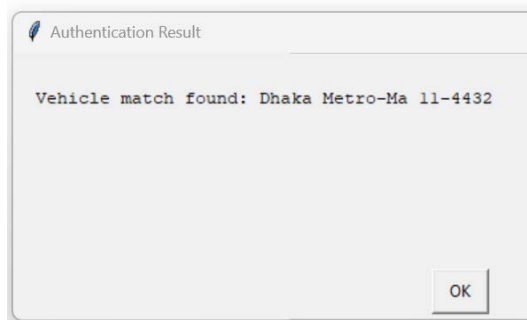 Authentication Result
Vehicle match found: Dhaka Metro-Ma 11-4432
OK